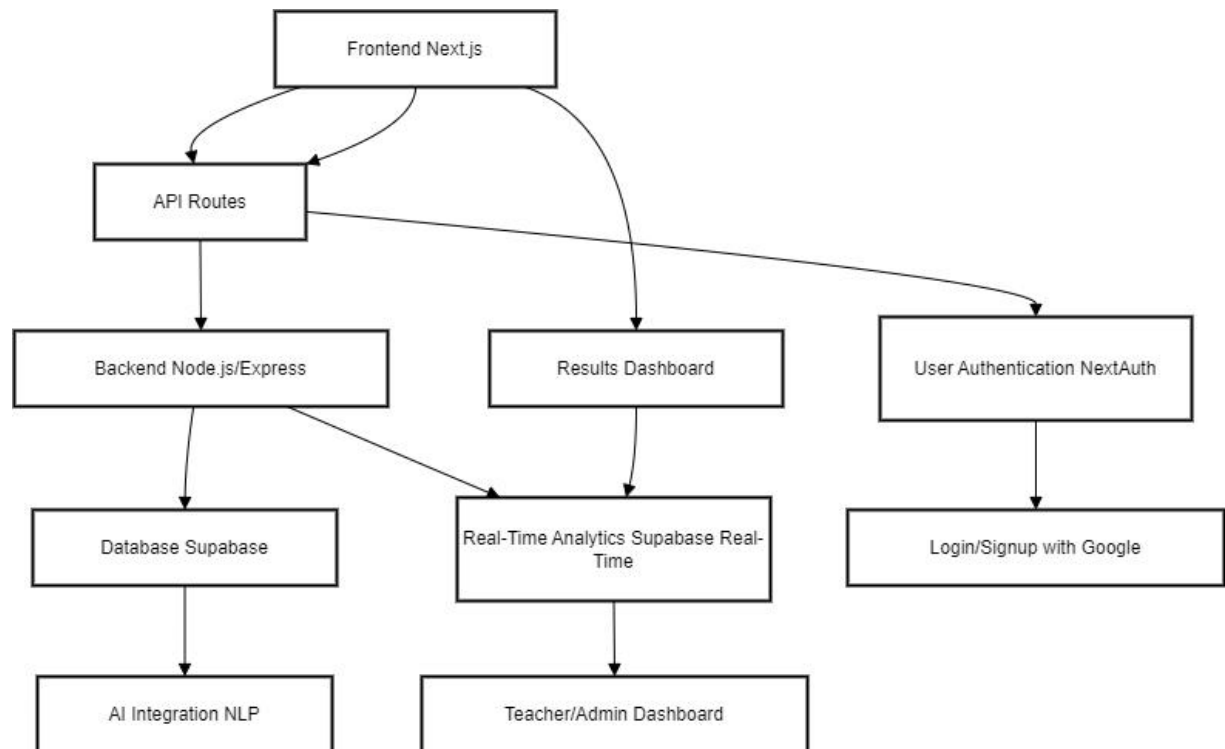 Frontend Next.js
API Routes
Backend Node.js/Express
Results Dashboard
User Authentication NextAuth
Database Supabase
Real-Time Analytics Supabase Real-
Time
Login/Signup with Google
AI Integration NLP
Teacher/Admin Dashboard